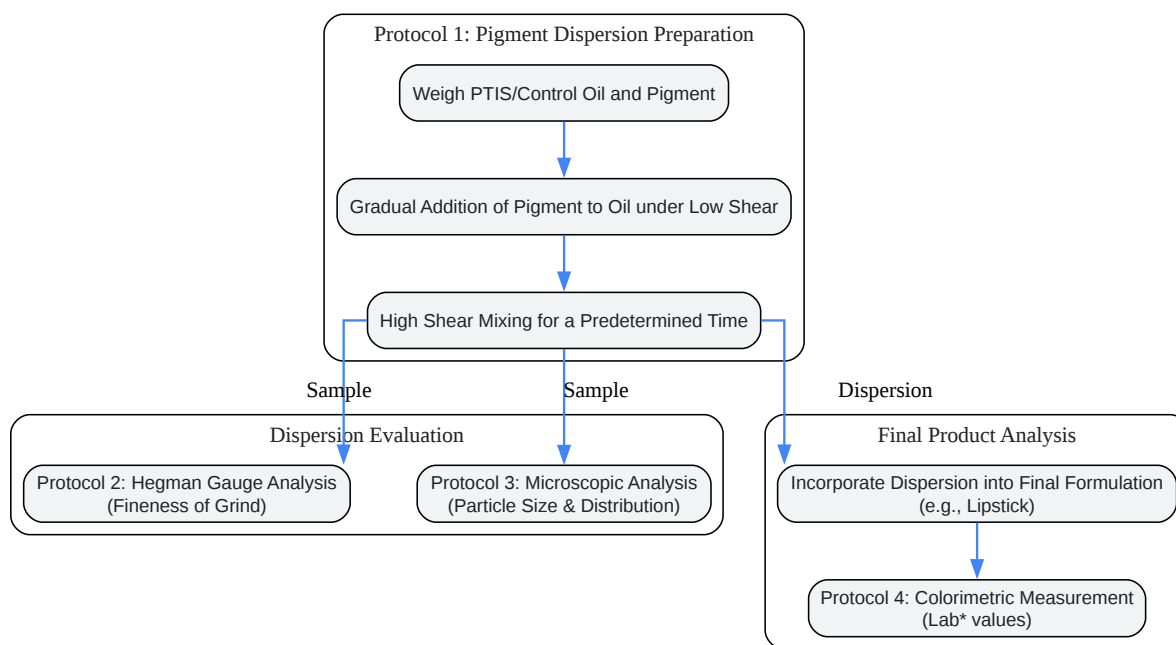 Protocol 1: Pigment Dispersion Preparation
Weigh PTIS/Control Oil and Pigment
Gradual Addition of Pigment to Oil under Low Shear
High Shear Mixing for a Predetermined Time
Sample
Sample
Dispersion
Dispersion Evaluation
Protocol 2: Hegman Gauge Analysis
(Fineness of Grind)
Protocol 3: Microscopic Analysis
(Particle Size & Distribution)
Final Product Analysis
Incorporate Dispersion into Final Formulation
(e.g., Lipstick)
Protocol 4: Colorimetric Measurement
(Lab* values)